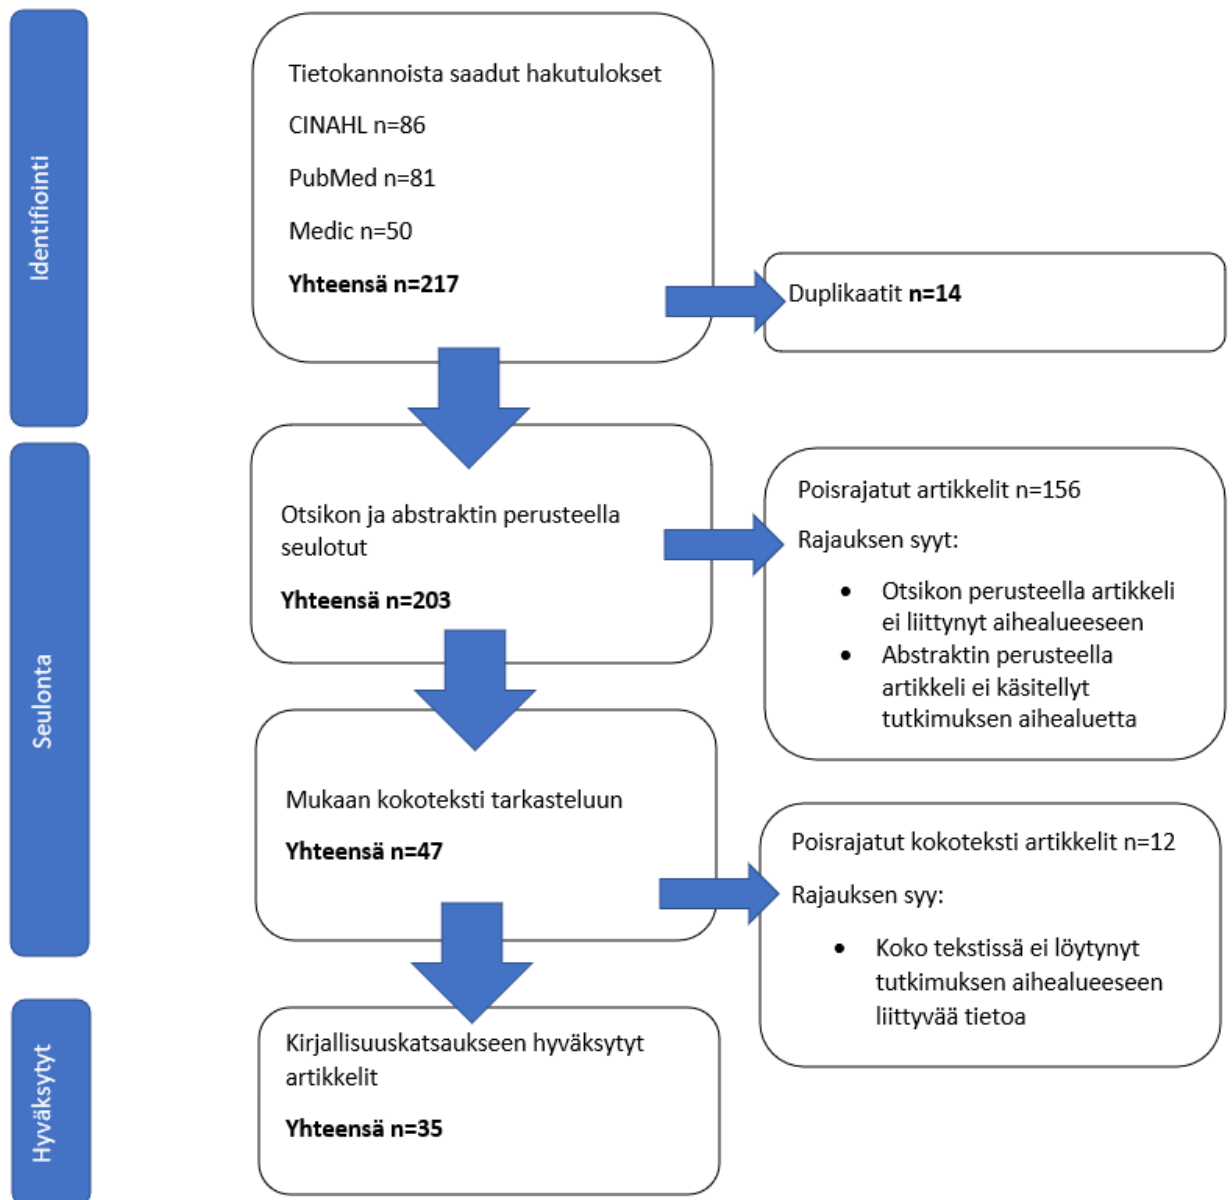 Identifiointi
Tietokannoista saadut hakutulokset
CINAHL n=86
PubMed n=81
Medic n=50
Yhteensä n=217
Duplikaatit n=14
Seulonta
Otsikon ja abstraktin perusteella
seulotut
Yhteensä n=203
Poisrajatut artikkelit n=156
Rajauksen syyt:
• Otsikon perusteella artikkeli
ei liittynyt aihealueeseen
• Abstraktin perusteella
artikkeli ei käsitellyt
tutkimuksen aihealuetta
Mukaan kokoteksti tarkasteluun
Yhteensä n=47
Poisrajatut kokoteksti artikkelit n=12
Rajauksen syy:
• Koko tekstissä ei löytynyt
tutkimuksen aihealueeseen
liittyvää tietoa
Hyväksytyt
Kirjallisuuskatsaukseen hyväksytyt
artikkelit
Yhteensä n=35